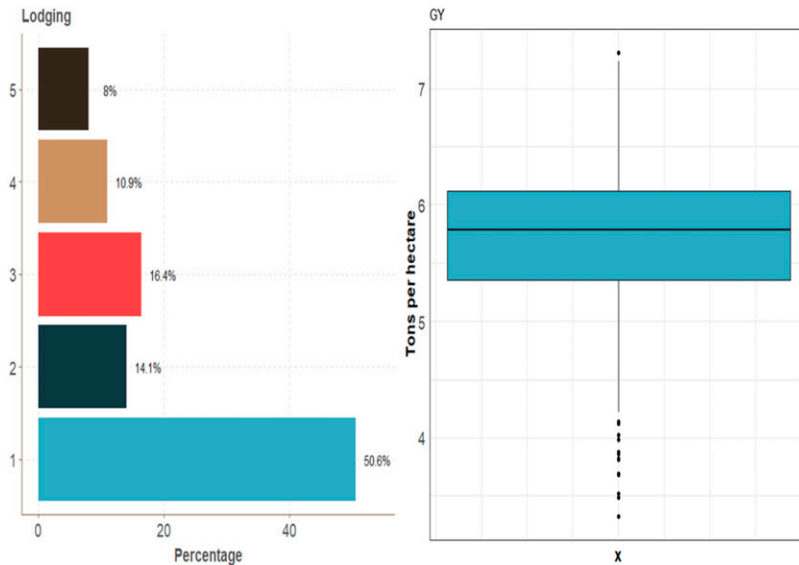 Lodging
5
8%
4
10.9%
3
16.4%
2
14.1%
1
50.6%
0 20 40
Percentage
GY
7
6
5
4
Tons per hectare
X